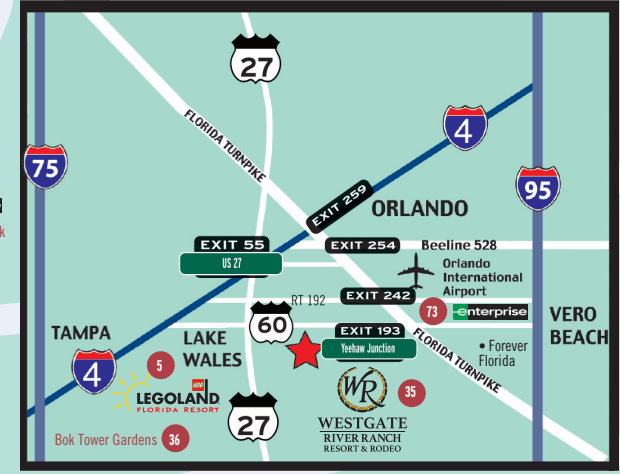 27
FLORIDA TURNPIKE
4
75
95
EXIT 259
ORLANDO
EXIT 55
US 27
EXIT 254
Beeline 528
Orlando
International
Airport
EXIT 242
RT 192
73
enterprise
60
VERO
BEACH
TAMPA
LAKE
WALES
EXIT 193
Yeehaw Junction
FLORIDA TURNPIKE
• Forever
Florida
4
5
LEGO
LEGOLAND
FLORIDA RESORT
WR
35
27
WESTGATE
RIVER RANCH
RESORT & RODEO
Bok Tower Gardens 36
k